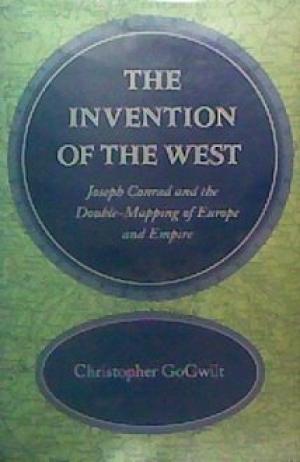 THE
INVENTION
OF THE WEST
Joseph Conrad and the
Double-Mapping of Europe
and Empire
Christopher GoGwilt